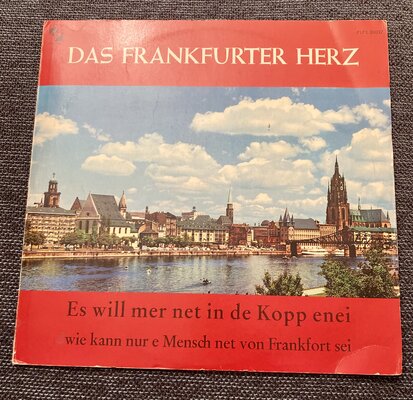 DAS FRANKFURTER HERZ
Es will mer net in de Kopp enei
wie kann nur e Mensch net von Frankfort sei